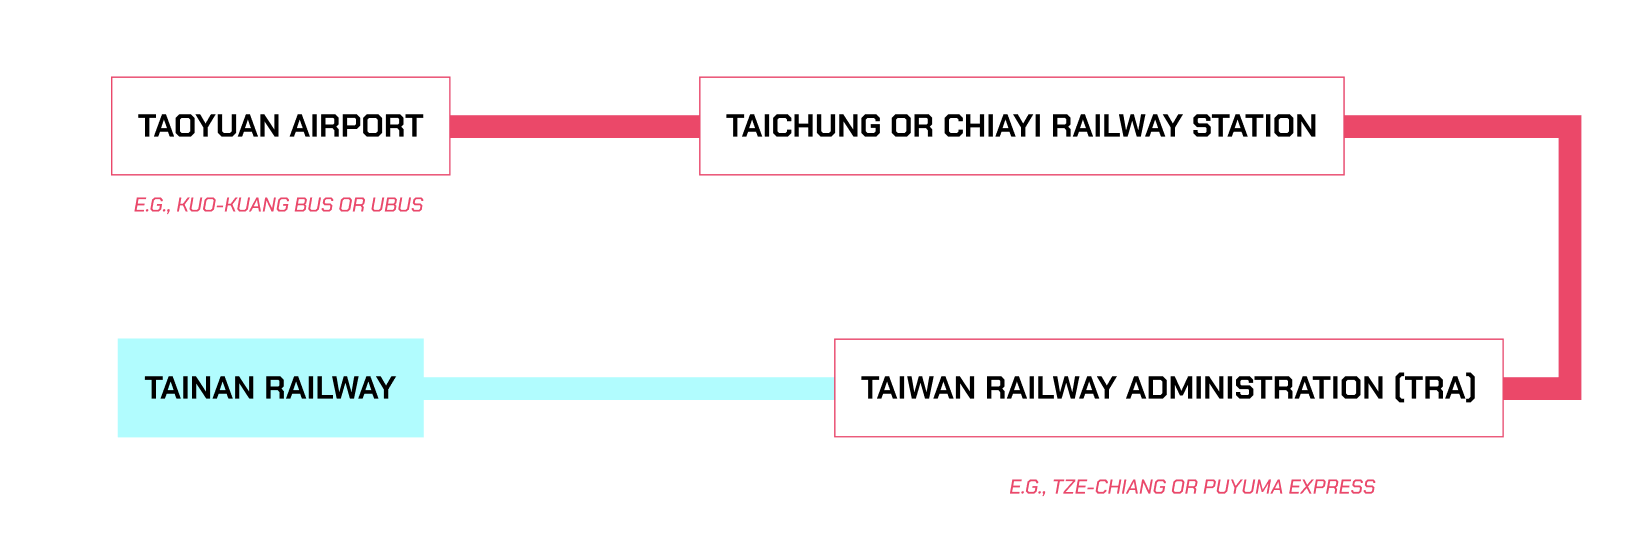 TAOYUAN AIRPORT
TAICHUNG OR CHIAYI RAILWAY STATION
E.G., KUO-KUANG BUS OR UBUS
TAINAN RAILWAY
TAIWAN RAILWAY ADMINISTRATION (TRA)
E.G., TZE-CHIANG OR PUYUMA EXPRESS